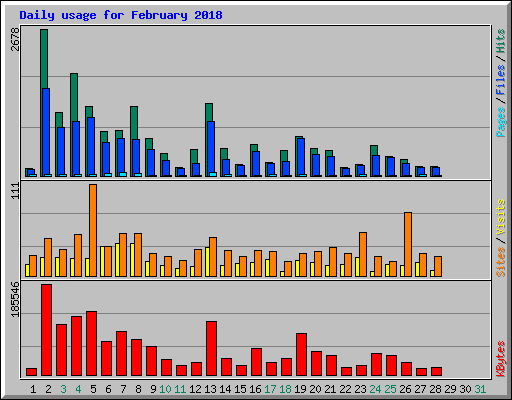 Daily usage for February 2018
2678
Pages / Files / Hits
111
Sites / Visits
185546
KBytes
1 2 3 4 5 6 7 8 9 10 11 12 13 14 15 16 17 18 19 20 21 22 23 24 25 26 27 28 29 30 31